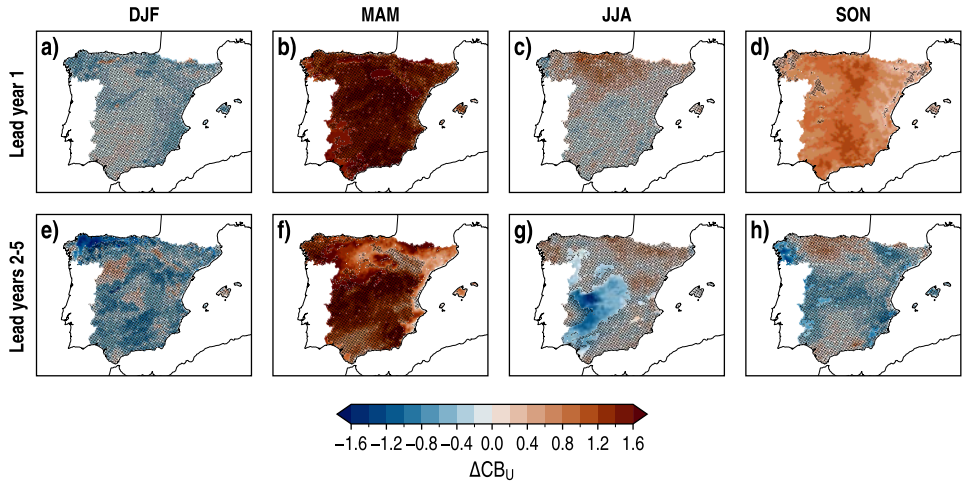 DJF MAM JJA SON
Lead year 1
a) b) c) d)
Lead years 2-5
e) f) g) h)
−1.6 −1.2 −0.8 −0.4 0.0 0.4 0.8 1.2 1.6
ΔCBU